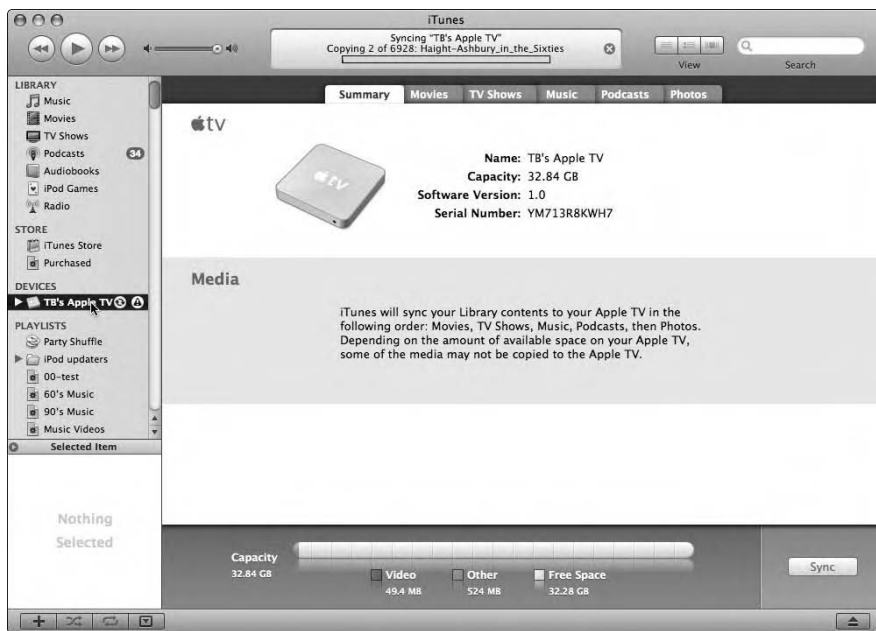 iTunes
Syncing "TB's Apple TV"
Copying 2 of 6928: Haight-Ashbury_in_the_Sixties
View
Search
LIBRARY
Music
Movies
TV Shows
Podcasts 34
Audiobooks
iPod Games
Radio
STORE
iTunes Store
Purchased
DEVICES
TB's Apple TV
PLAYLISTS
Party Shuffle
iPod updaters
00-test
60's Music
90's Music
Music Videos
Selected Item
Nothing
Selected
Summary Movies TV Shows Music Podcasts Photos
tv
tv
Name: TB's Apple TV
Capacity: 32.84 GB
Software Version: 1.0
Serial Number: YM713R8KWH7
Media
iTunes will sync your Library contents to your Apple TV in the
following order: Movies, TV Shows, Music, Podcasts, then Photos.
Depending on the amount of available space on your Apple TV,
some of the media may not be copied to the Apple TV.
Capacity
32.84 GB
Video
49.4 MB
Other
524 MB
Free Space
32.28 GB
Sync